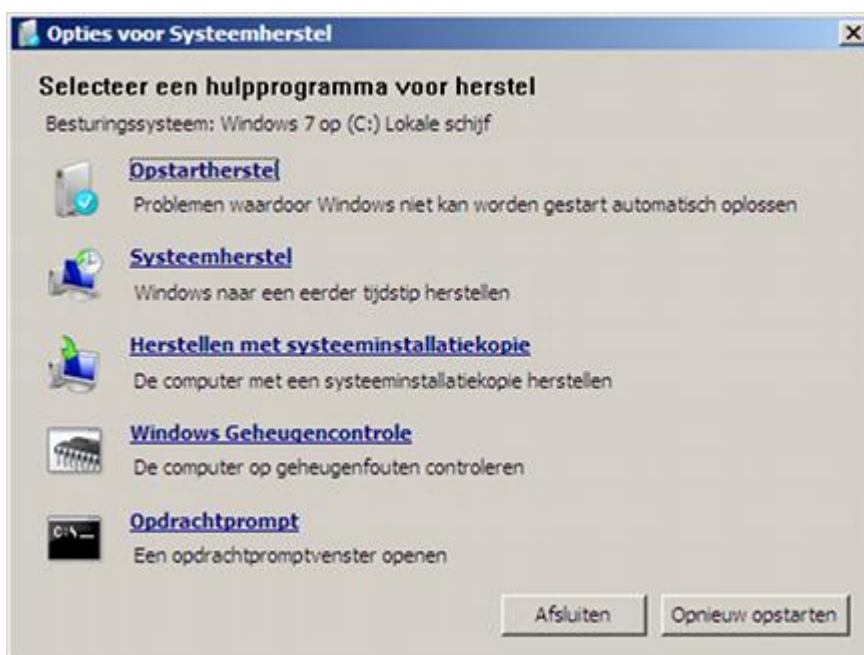 Opties voor Systeemherstel
Selecteer een hulpprogramma voor herstel
Besturingssysteem: Windows 7 op (C:) Lokale schijf
Opstartherstel
Problemen waardoor Windows niet kan worden gestart automatisch oplossen
Systeemherstel
Windows naar een eerder tijdstip herstellen
Herstellen met systeeminstallatiekopie
De computer met een systeeminstallatiekopie herstellen
Windows Geheugencontrole
De computer op geheugenfouten controleren
C:\_
Opdrachtprompt
Een opdrachtpromptvenster openen
Afsluiten
Opnieuw opstarten